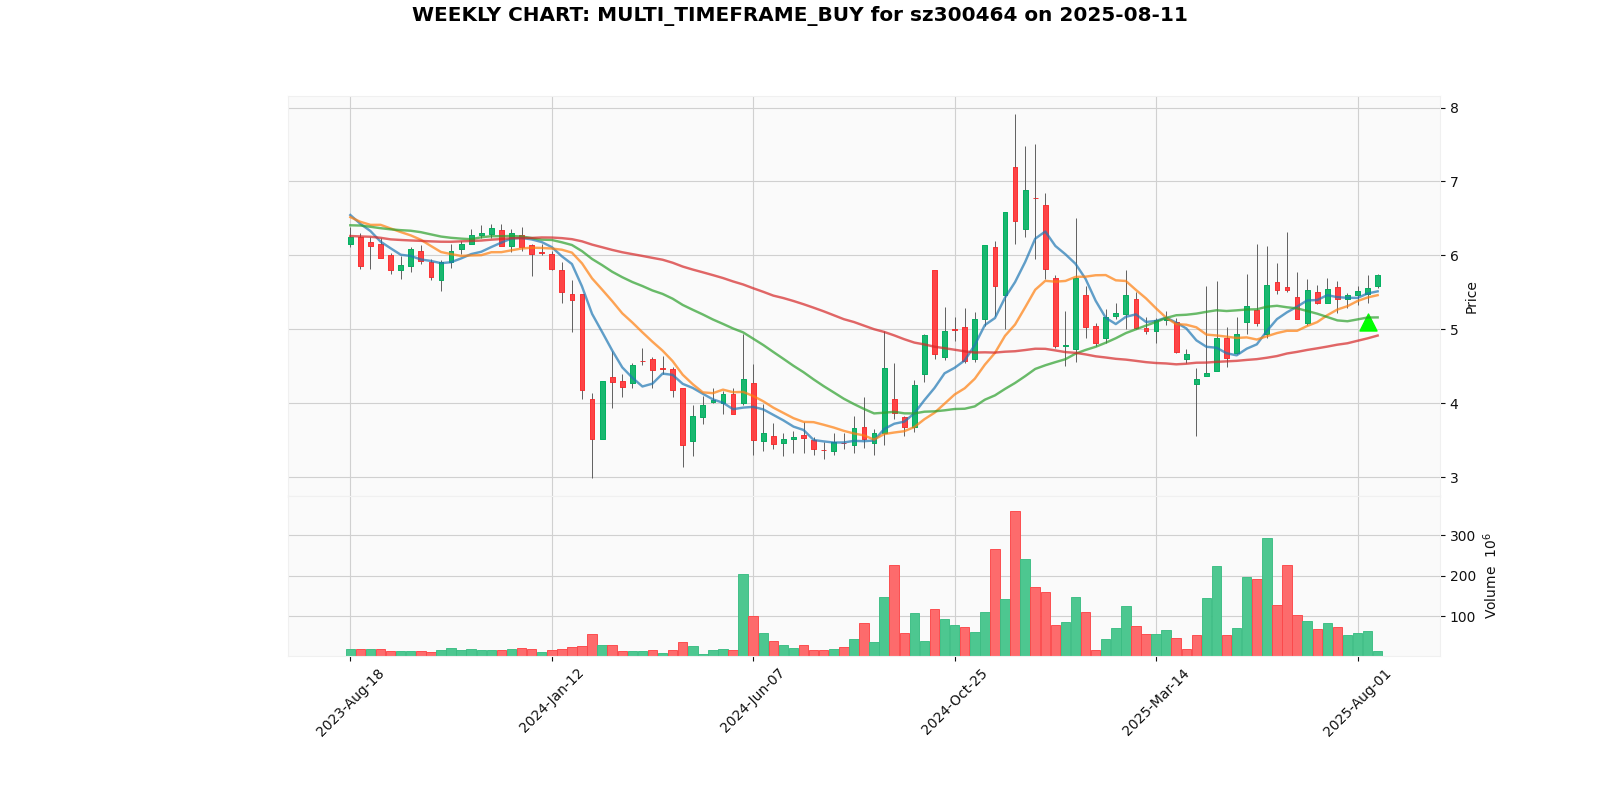 WEEKLY CHART: MULTI_TIMEFRAME_BUY for sz300464 on 2025-08-11
8
7
6
5
4
3
Price
300
200
100
Volume 10^6
2023-Aug-18
2024-Jan-12
2024-Jun-07
2024-Oct-25
2025-Mar-14
2025-Aug-01